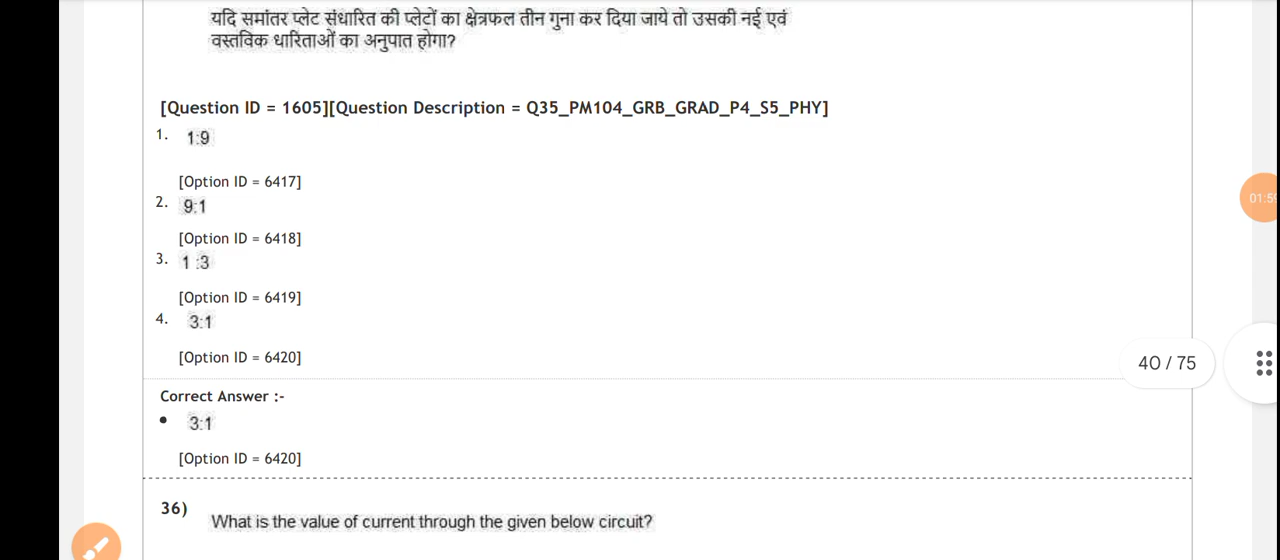 यदि समांतर प्लेट संधारित की प्लेटों का क्षेत्रफल तीन गुना कर दिया जाये तो उसकी नई एवं
वस्तविक धारिताओं का अनुपात होगा?
[Question ID = 1605][Question Description = Q35_PM104_GRB_GRAD_P4_S5_PHY]
1. 1:9
[Option ID = 6417]
2. 9:1
[Option ID = 6418]
3. 1 :3
[Option ID = 6419]
4. 3:1
[Option ID = 6420]
40 / 75
Correct Answer :-
• 3:1
[Option ID = 6420]
36) What is the value of current through the given below circuit?